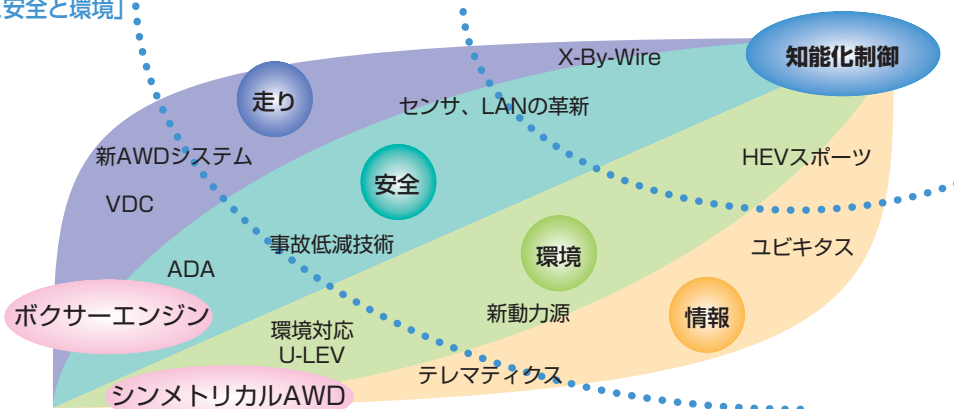 安全と環境」
X-By-Wire
知能化制御
走り
センサ、LANの革新
新AWDシステム
HEVスポーツ
安全
VDC
事故低減技術
環境
ユビキタス
ADA
ボクサーエンジン
新動力源
情報
環境対応
U-LEV
テレマティクス
シンメトリカルAWD